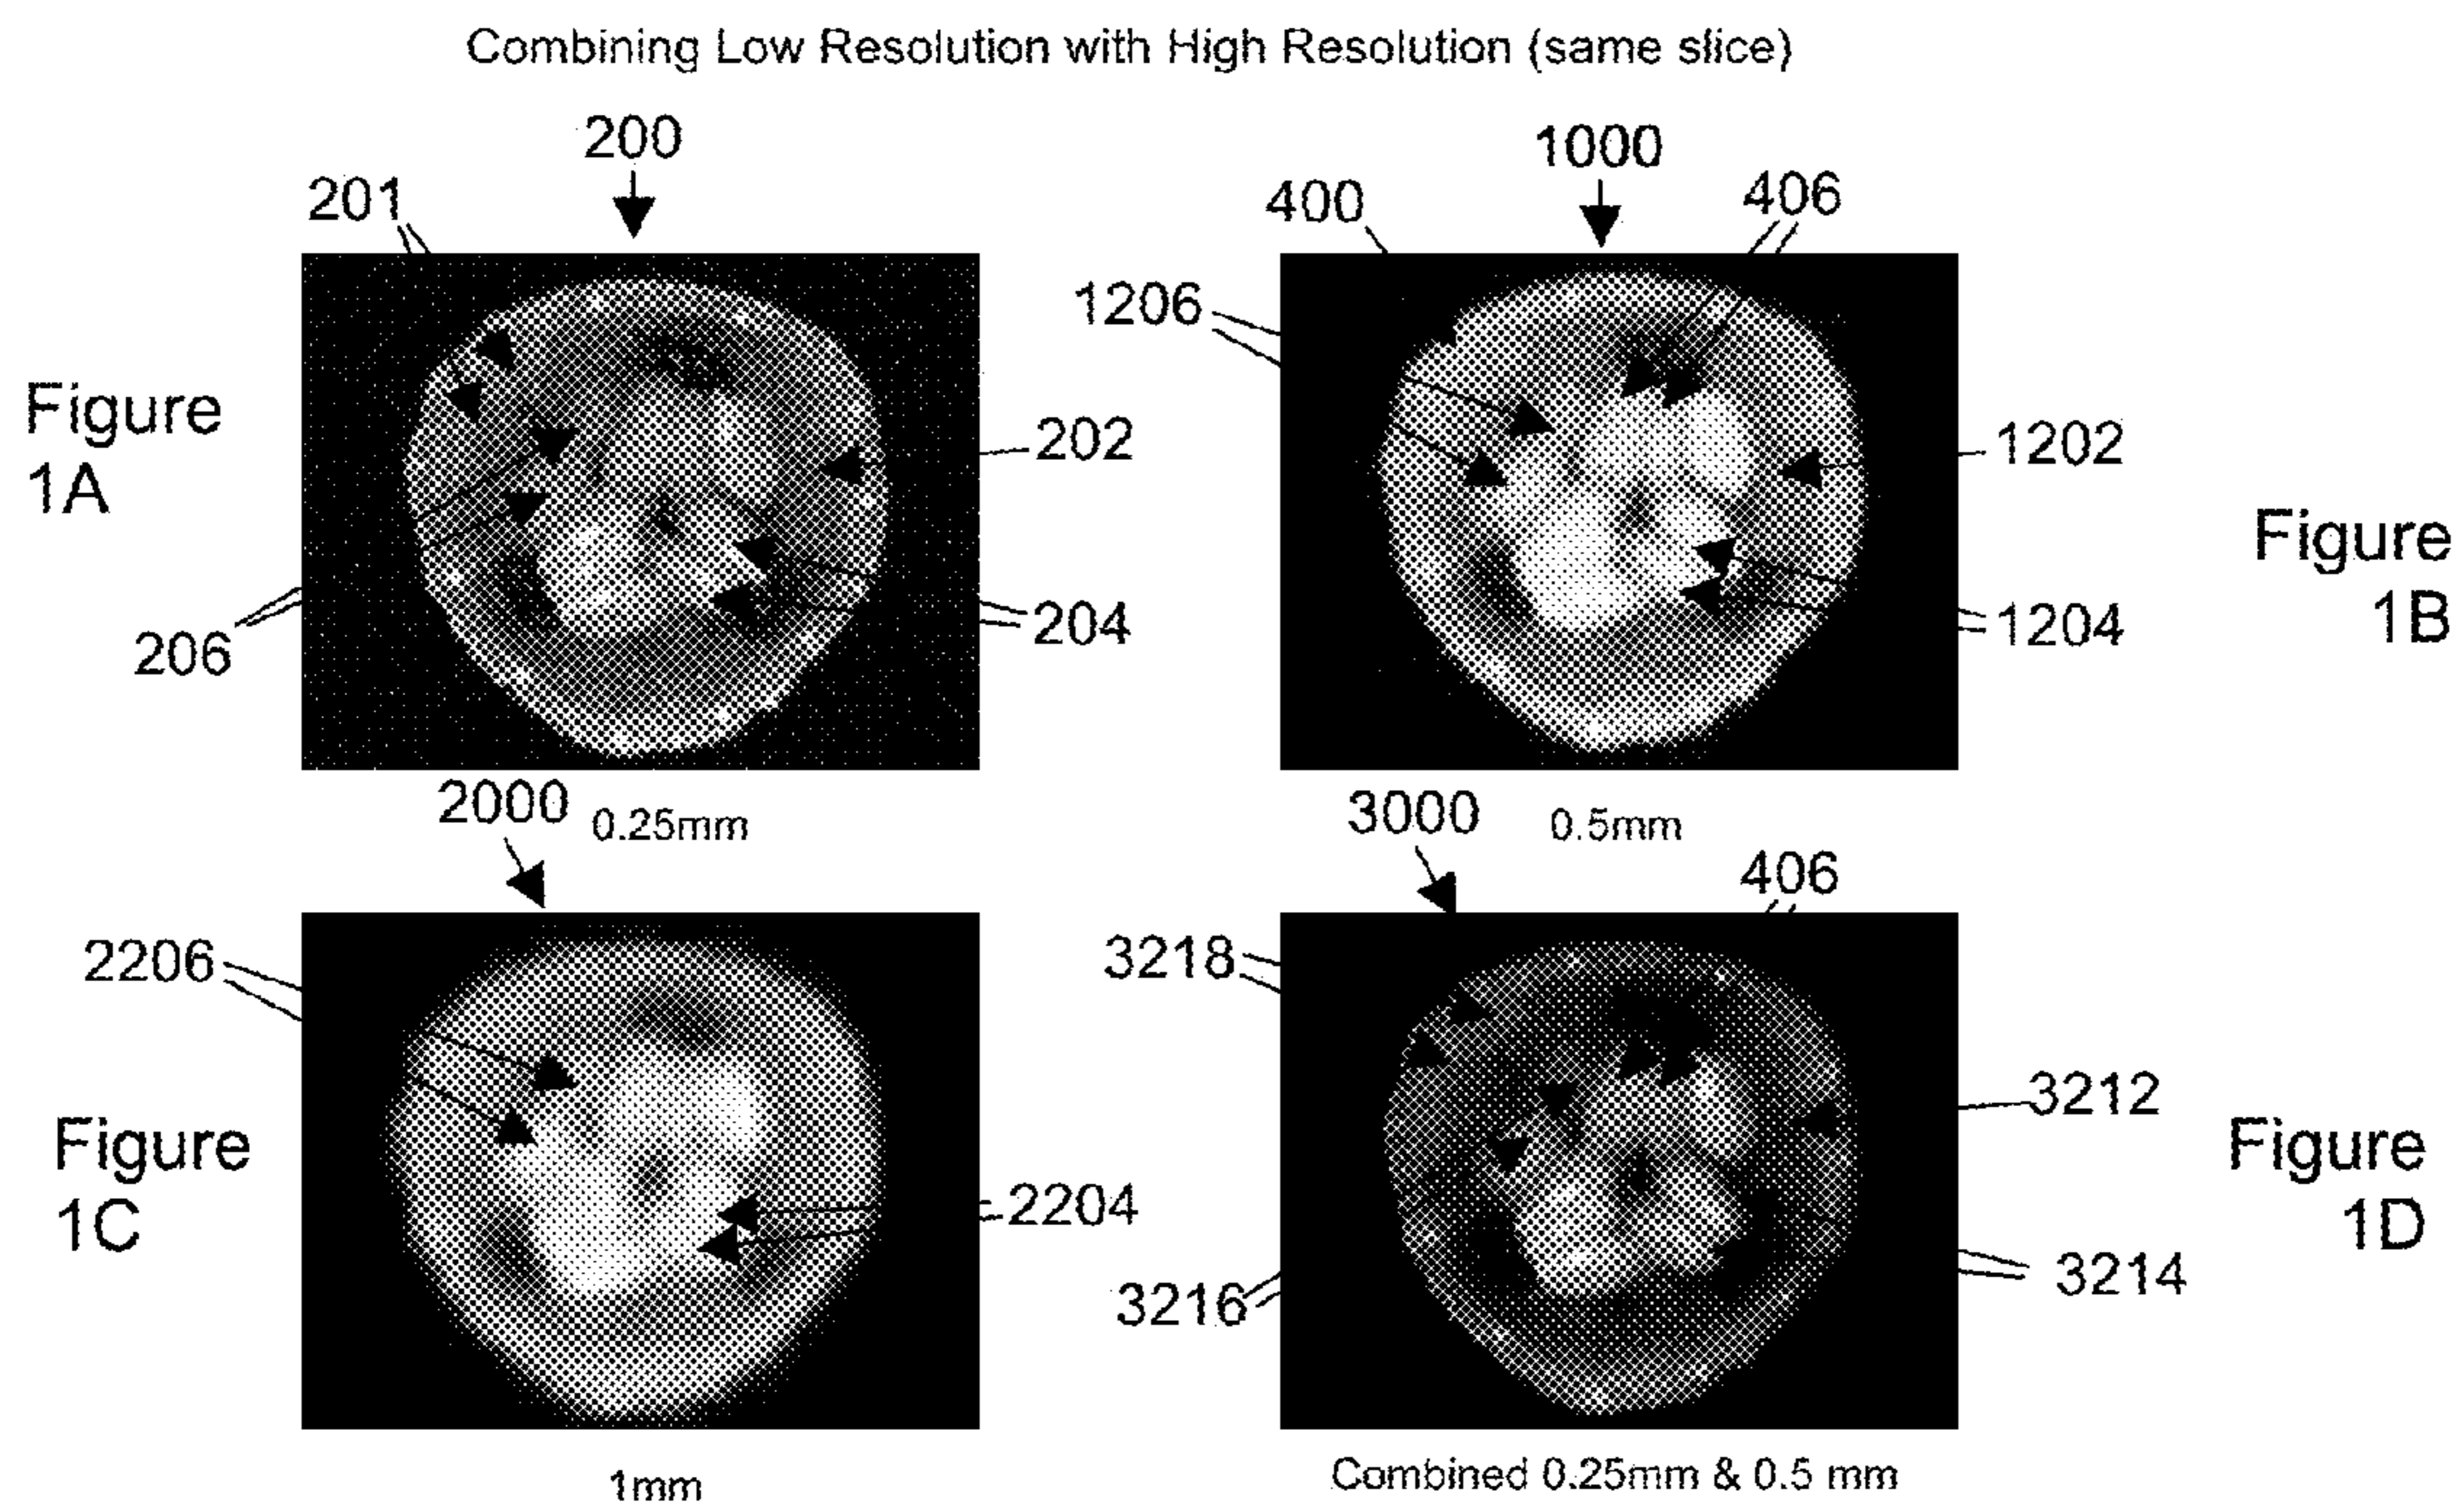 Combining Low Resolution with High Resolution (same slice)
200
1000
201
400
406
1206
Figure
1A
202
1202
Figure
1B
206
204
1204
2000
0.25mm
3000
0.5mm
406
2206
3218
Figure
1C
3212
Figure
1D
2204
3216
3214
1mm
Combined 0.25mm & 0.5 mm